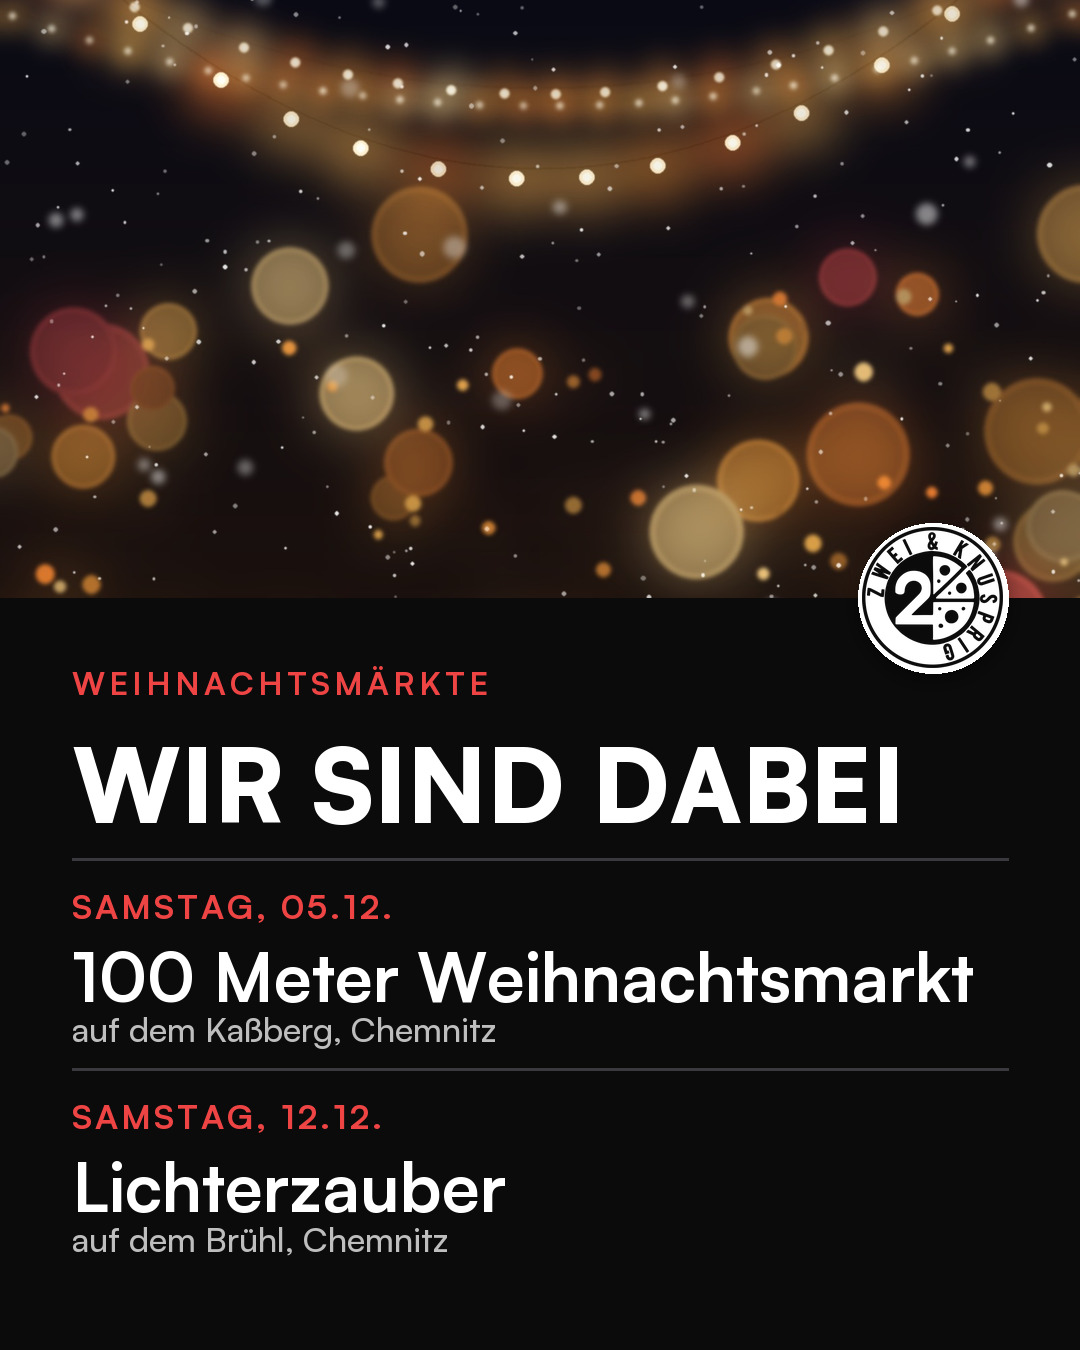 ZWEI & KNUSPRIG
2
WEIHNACHTSMÄRKTE
WIR SIND DABEI
SAMSTAG, 05.12.
100 Meter Weihnachtsmarkt
auf dem Kaßberg, Chemnitz
SAMSTAG, 12.12.
Lichterzauber
auf dem Brühl, Chemnitz